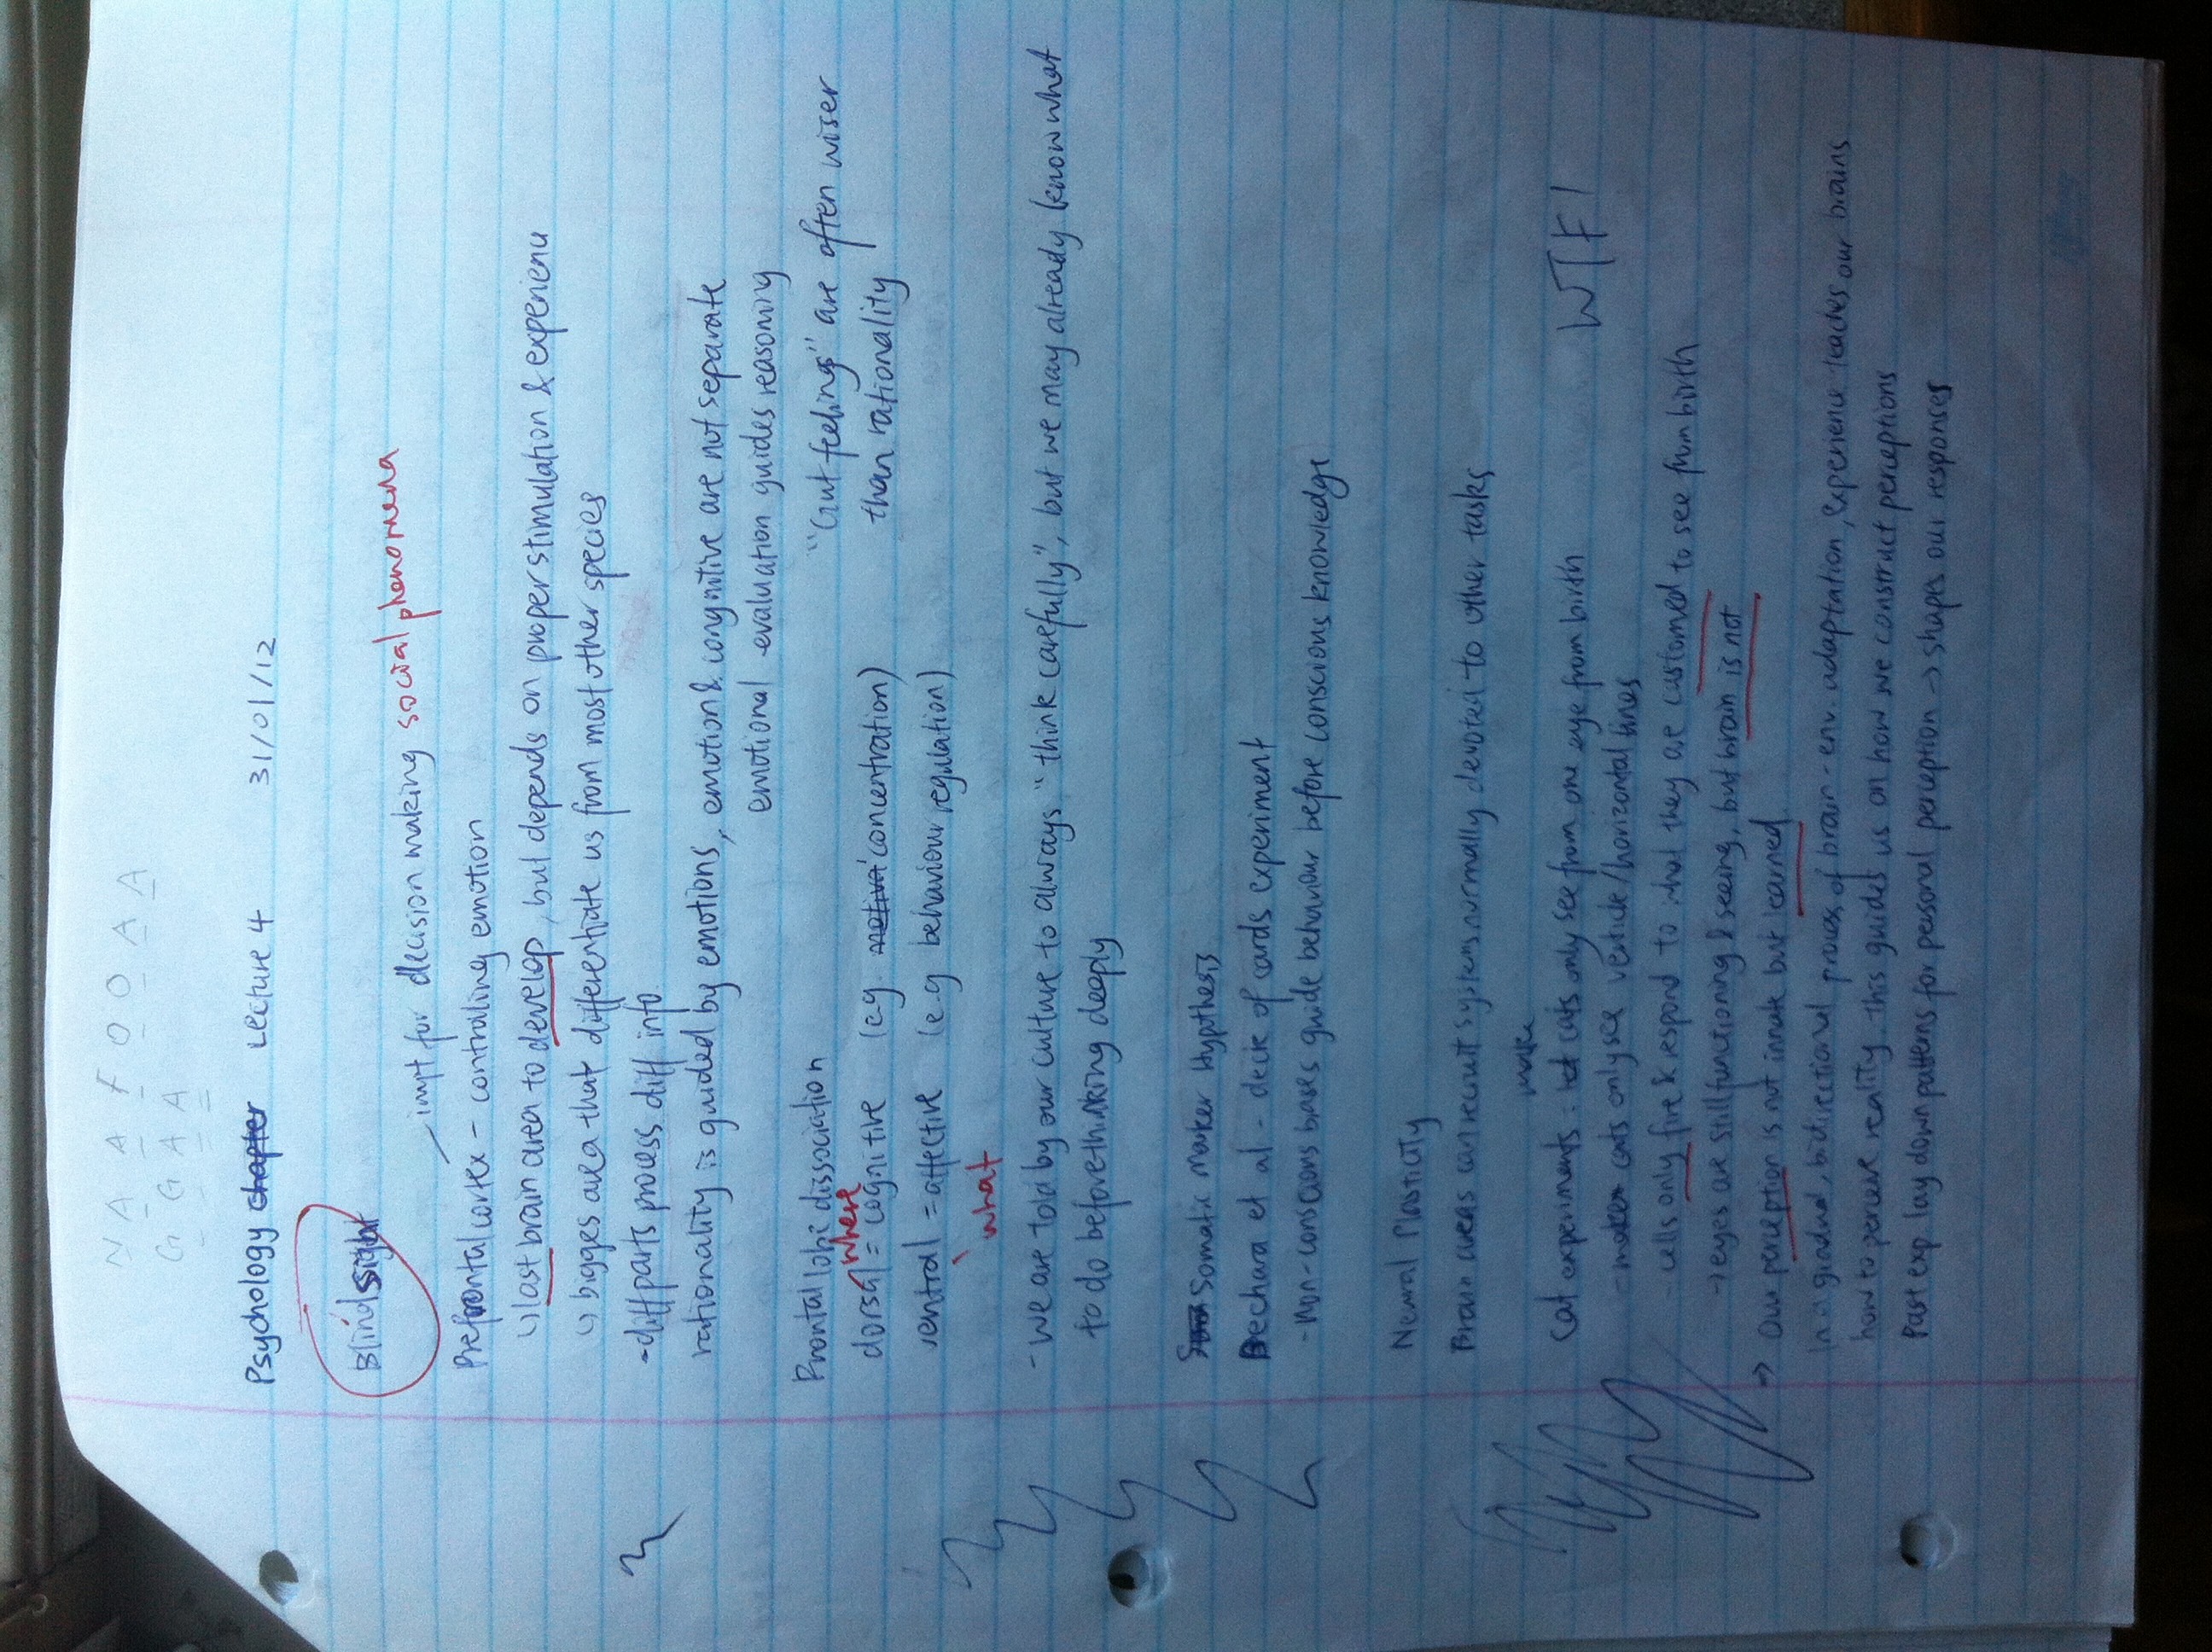 N A A F O O A A
G G A A
Psychology chapter Lecture 4 31/01/12
Blindsight
impt for decision making social phenomena
Prefrontal cortex - controlling emotion
↳ last brain area to develop, but depends on proper stimulation & experience
↳ bigges area that differentiate us from most other species
- diff parts process diff info.
rationality is guided by emotions, emotion & congnitive are not separate
emotional evaluation guides reasoning
"Gut feeling" are often wiser
than rationality
Frontal lobe dissociation
where
dorsal = cognitive (e.g. concentration)
ventral = affective (e.g behaviour regulation)
what
- we are told by our culture to always "think carefully", but we may already know what
to do before thinking deeply
Somatic Marker Hypothesis
Bechara et al - deck of cards experiment
- Non-conscious biases guide behaviour before conscious knowledge
Neural Plasticity
Brain areas can recruit systems normally devoted to other tasks
make
Cat experiments : cats only see from one eye from birth
- cats only see verticle/horizontal lines WTF!
- cells only fire & respond to what they are customed to see from birth
→ eyes are still functioning & seeing, but brain is not
⇒ Our perception is not innate but learned.
In a gradual, bidirectional process of brain - env. adaptation, experience teaches our brains
how to perceive reality. This guides us on how we construct perceptions
Past exp. lay down patterns for personal perception → shapes our responses